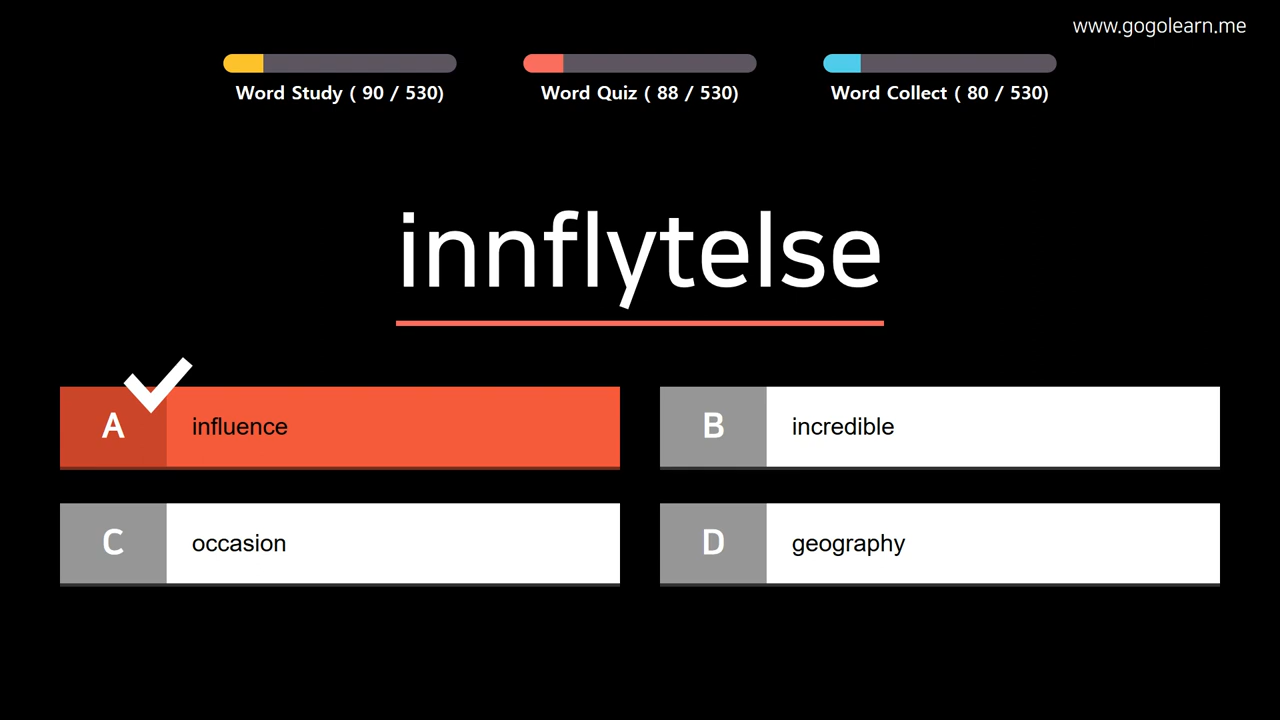 www.gogolearn.me
Word Study ( 90 / 530)
Word Quiz ( 88 / 530)
Word Collect ( 80 / 530)
innflytelse
A
influence
B
incredible
C
occasion
D
geography